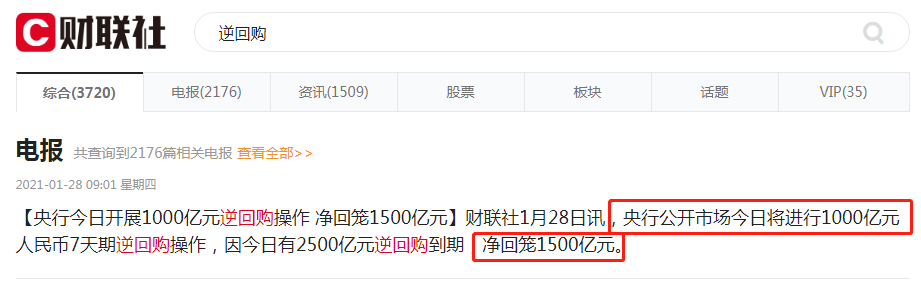 C 财联社 逆回购
综合(3720) 电报(2176) 资讯(1509) 股票 板块 话题 VIP(35)
电报 共查询到2176篇相关电报 查看全部>>
2021-01-28 09:01 星期四
【央行今日开展1000亿元逆回购操作 净回笼1500亿元】财联社1月28日讯，央行公开市场今日将进行1000亿元
人民币7天期逆回购操作，因今日有2500亿元逆回购到期 净回笼1500亿元。